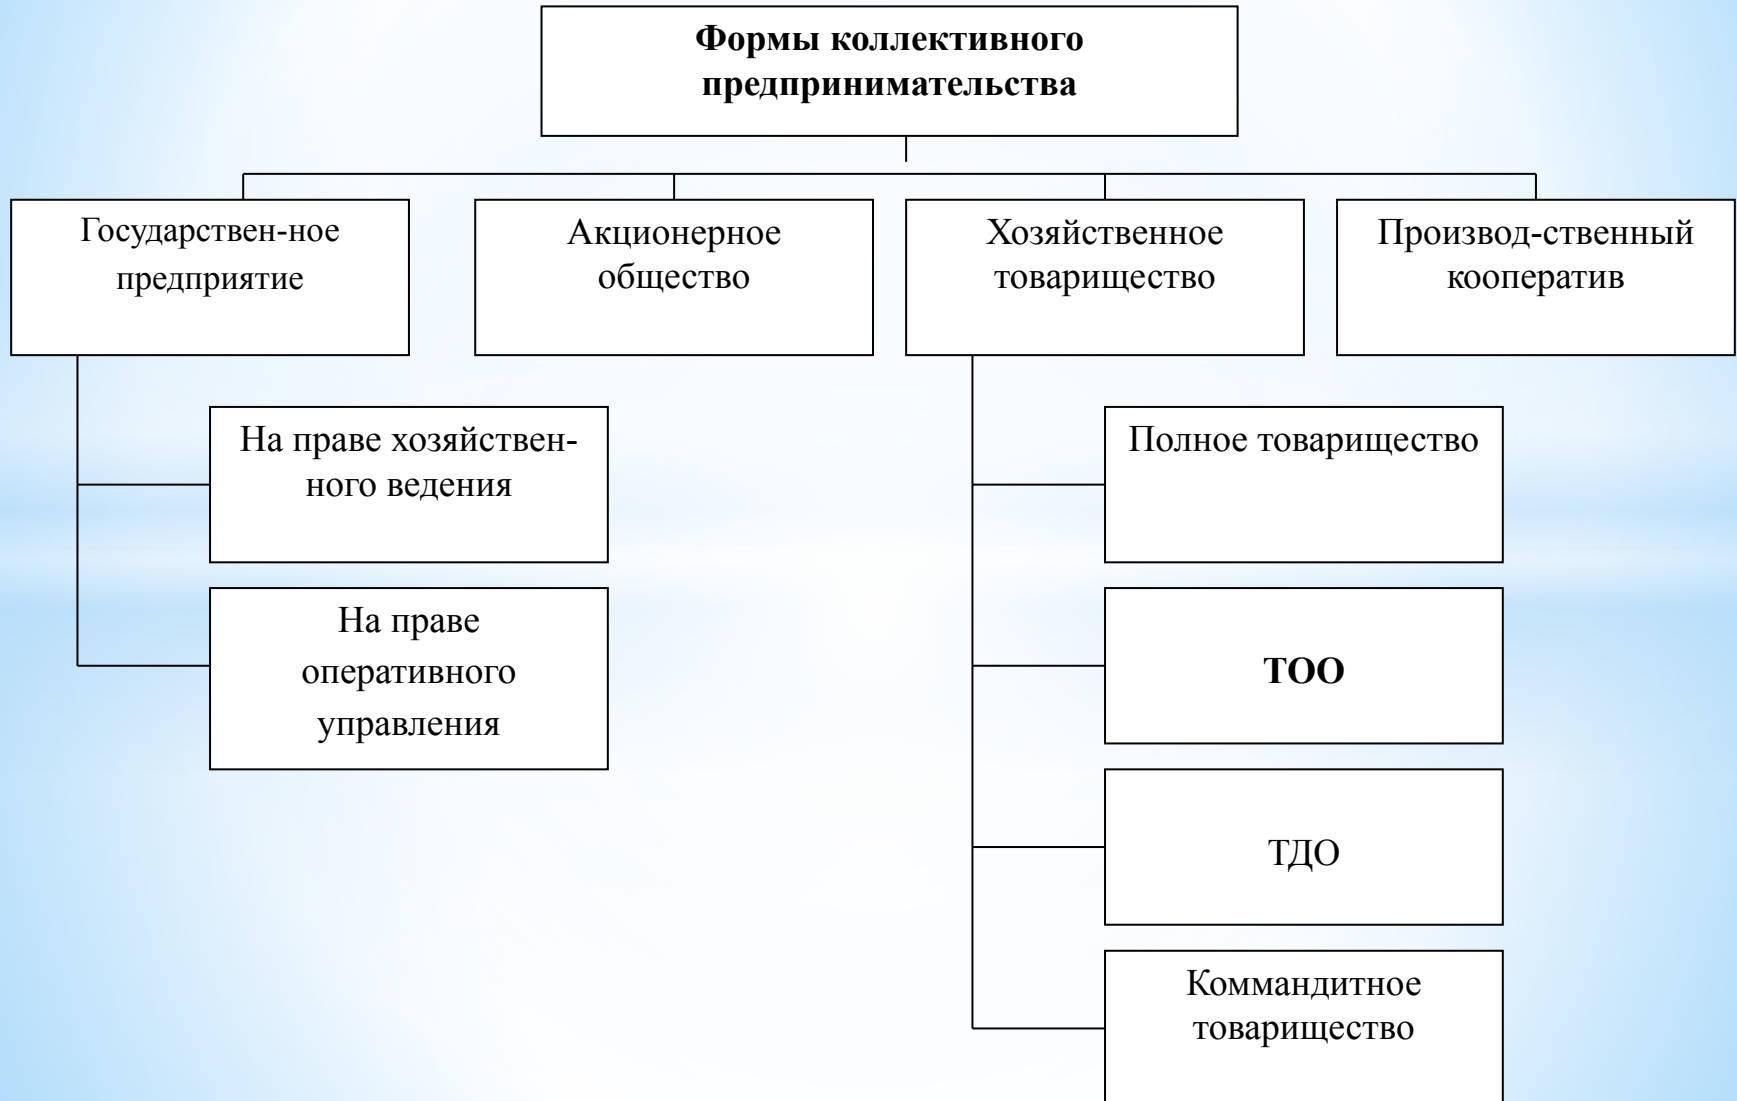 Формы коллективного
предпринимательства
Государствен-ное
предприятие
Акционерное
общество
Хозяйственное
товарищество
Производ-ственный
кооператив
На праве хозяйствен-
ного ведения
На праве
оперативного
управления
Полное товарищество
ТОО
ТДО
Коммандитное
товарищество